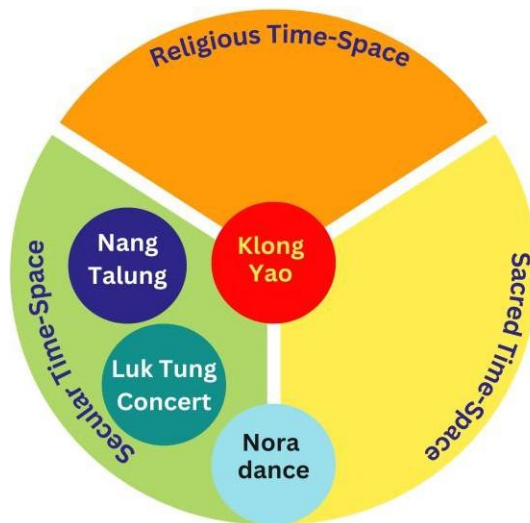 Religious Time-Space
Nang
Talung
Klong
Yao
Secular Time-Space
Sacred Time-Space
Luk Tung
Concert
Nora
dance